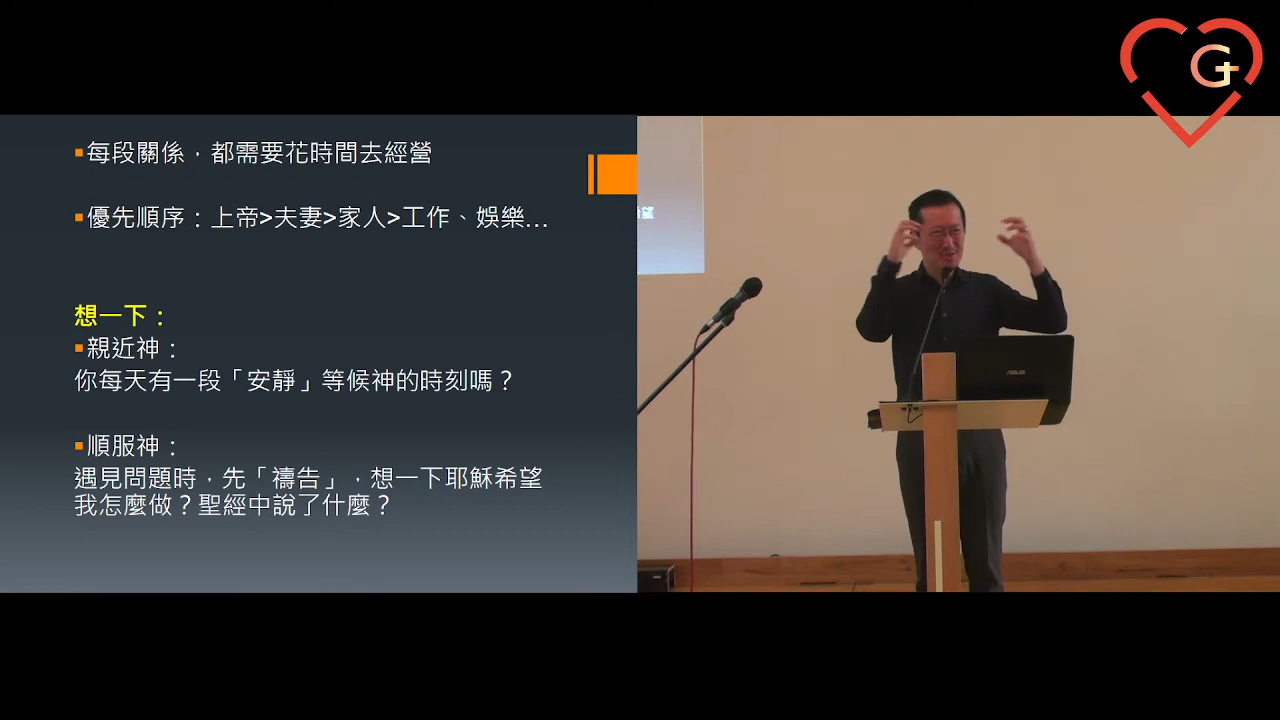 每段關係，都需要花時間去經營
優先順序：上帝>夫妻>家人>工作、娛樂...
想一下：
親近神：
你每天有一段「安靜」等候神的時刻嗎？
順服神：
遇見問題時，先「禱告」，想一下耶穌希望
我怎麼做？聖經中說了什麼？
G
望
ASUS